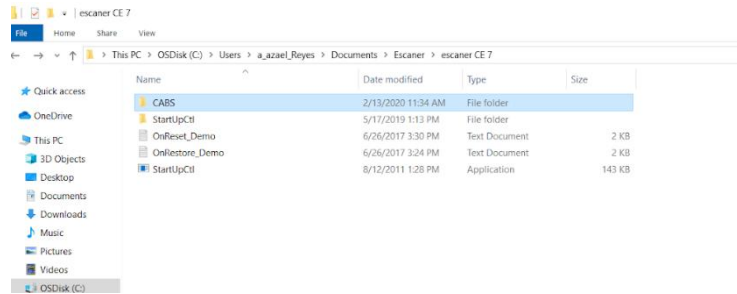 escaner CE 7
File Home Share View
This PC > OSDisk (C:) > Users > a_azael_Reyes > Documents > Escaner > escaner CE 7
Name Date modified Type Size
Quick access
CABS 2/13/2020 11:34 AM File folder
OneDrive
StartUpCtl 5/17/2019 1:13 PM File folder
This PC
OnReset_Demo 6/26/2017 3:30 PM Text Document 2 KB
3D Objects
OnRestore_Demo 6/26/2017 3:24 PM Text Document 2 KB
Desktop
StartUpCtl 8/12/2011 1:28 PM Application 143 KB
Documents
Downloads
Music
Pictures
Videos
OSDisk (C:)